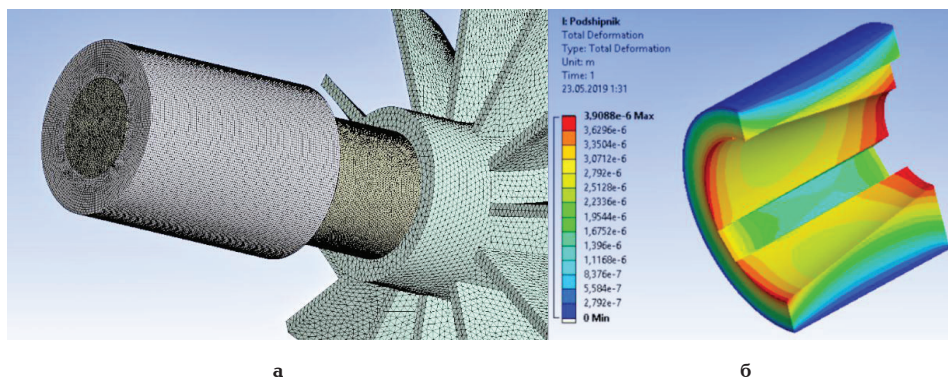 I: Podshipnik
Total Deformation
Type: Total Deformation
Unit: m
Time: 1
23.05.2019 1:31
3,9088e-6 Max
3,6296e-6
3,3504e-6
3,0712e-6
2,792e-6
2,5128e-6
2,2336e-6
1,9544e-6
1,6752e-6
1,396e-6
1,1168e-6
8,376e-7
5,584e-7
2,792e-7
0 Min
а
б